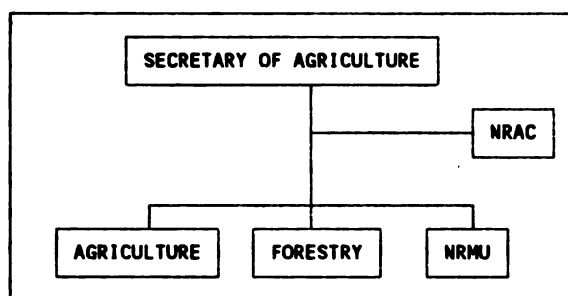 SECRETARY OF AGRICULTURE
NRAC
AGRICULTURE
FORESTRY
NRMU